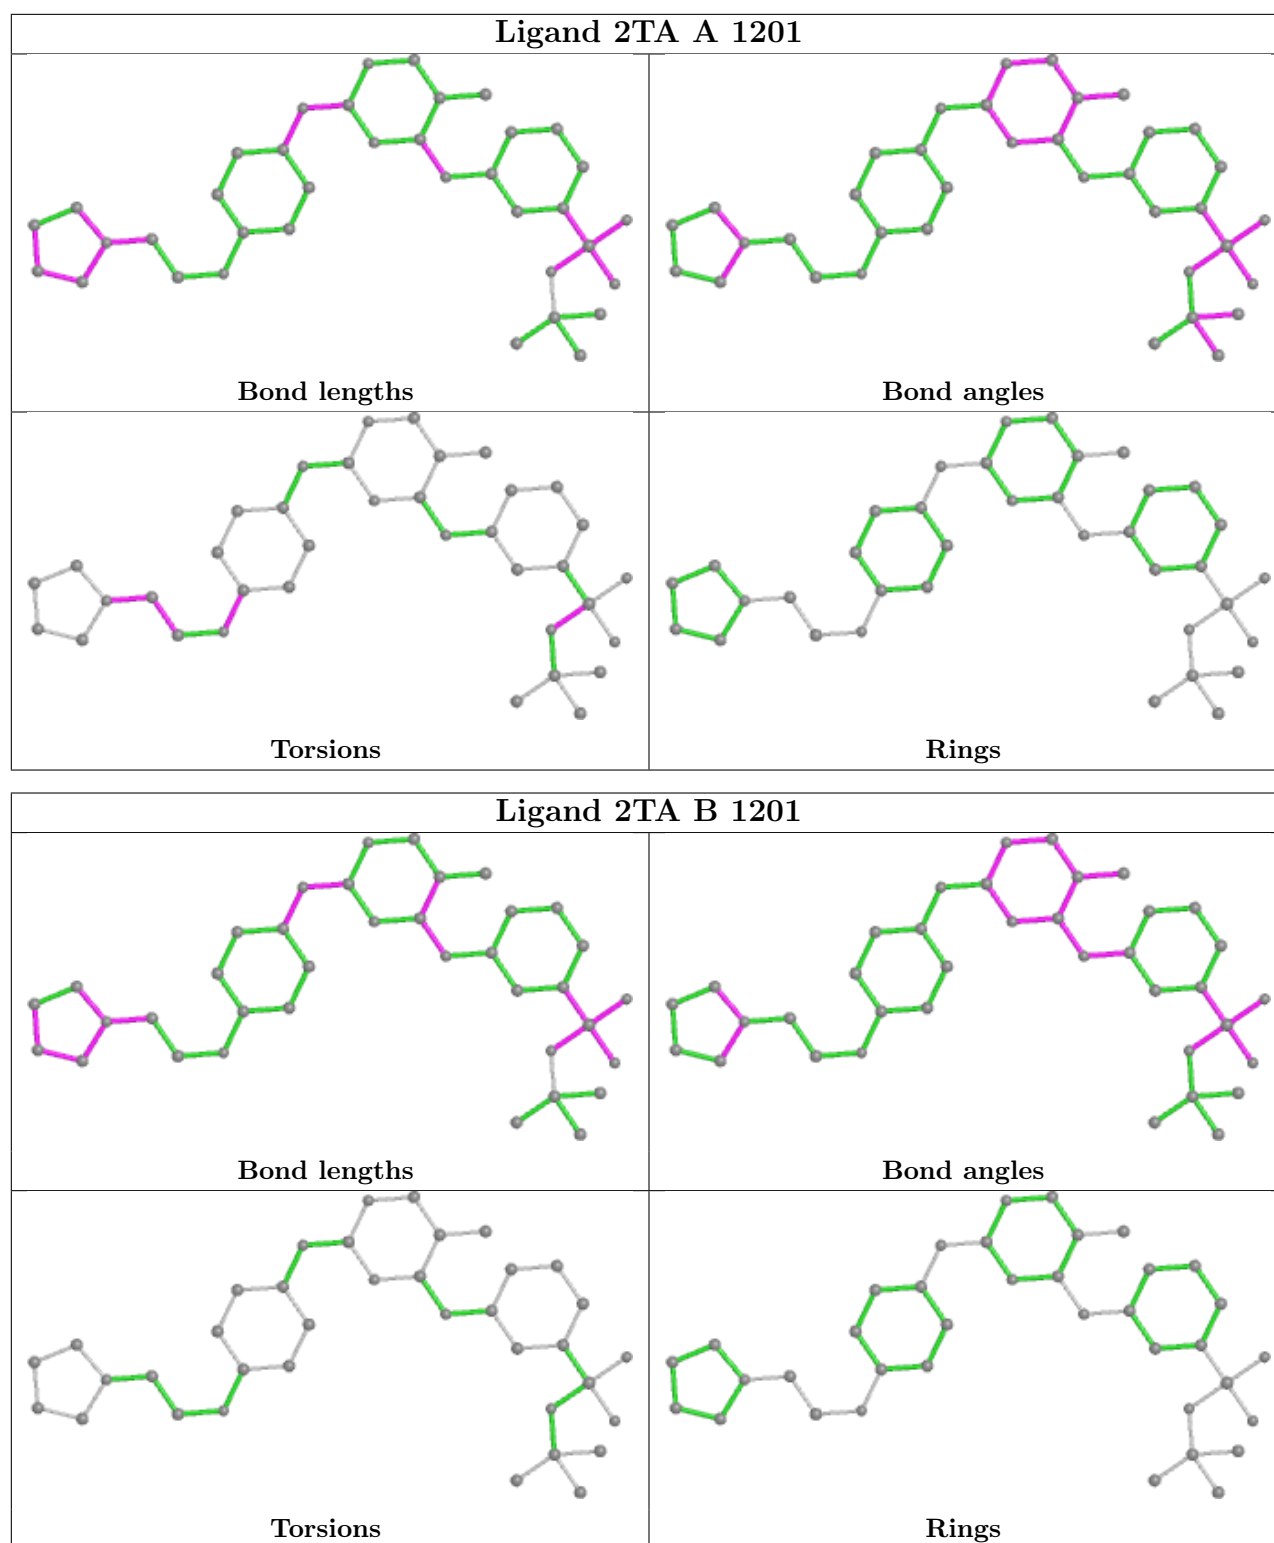 Ligand 2TA A 1201
Bond lengths
Bond angles
Torsions
Rings
Ligand 2TA B 1201
Bond lengths
Bond angles
Torsions
Rings